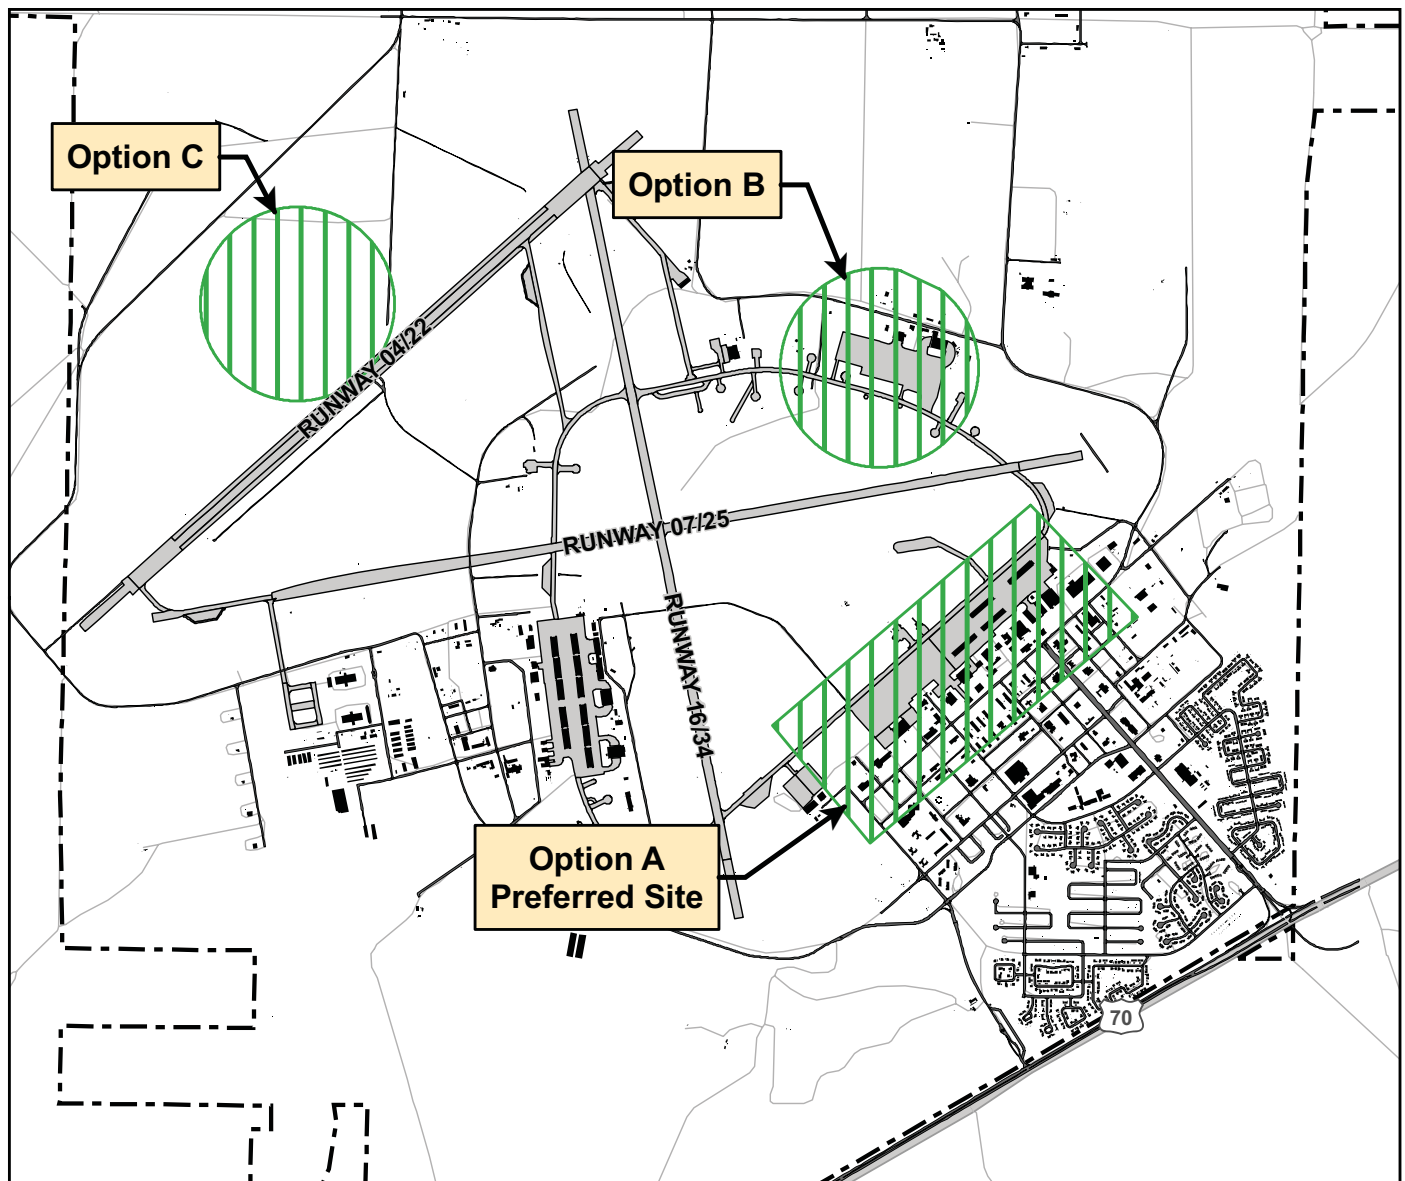 Option C
Option B
RUNWAY 04/22
RUNWAY 07/25
RUNWAY 16/34
Option A
Preferred Site
70